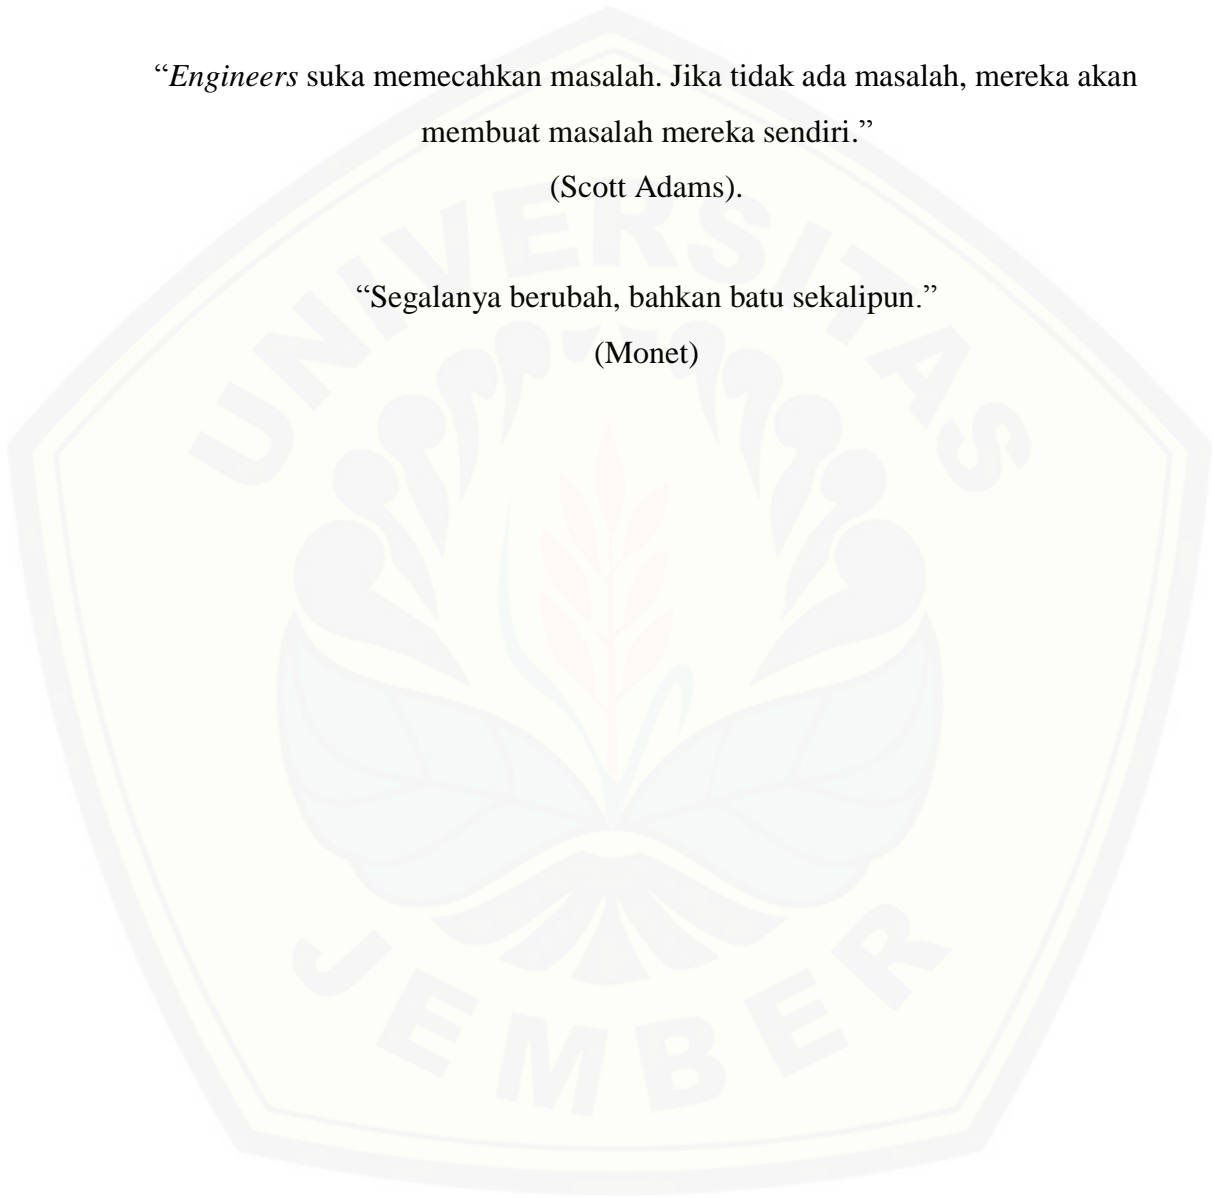 “Engineers suka memecahkan masalah. Jika tidak ada masalah, mereka akan
membuat masalah mereka sendiri.”
(Scott Adams).
“Segalanya berubah, bahkan batu sekalipun.”
(Monet)
UNIVERSITAS
JEMBER